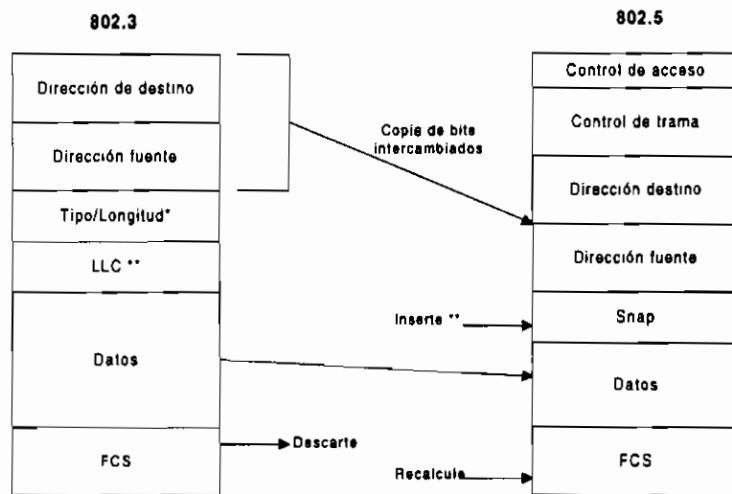 802.3
802.5
Dirección de destino
Dirección fuente
Tipo/Longitud*
LLC **
Datos
FCS
Copie de bits
intercambiados
Inserte **
Descarte
Recalcule
Control de acceso
Control de trama
Dirección destino
Dirección fuente
Snap
Datos
FCS